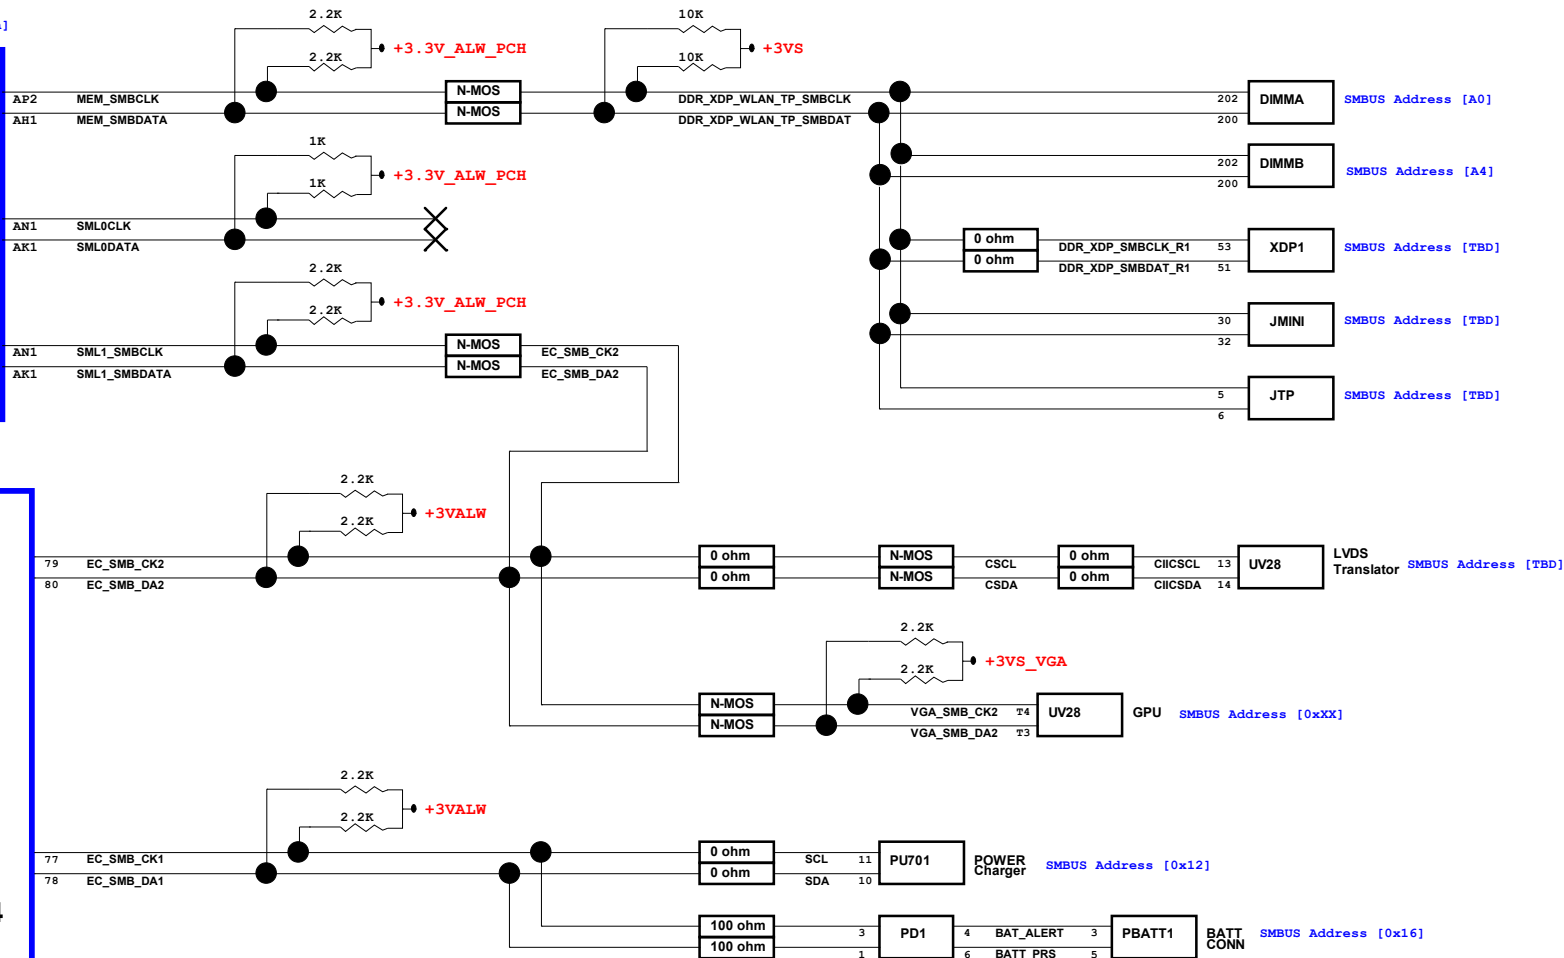 2.2K
2.2K
+3.3V_ALW_PCH
10K
10K
+3VS
AP2 MEM_SMBCLK
AH1 MEM_SMBDATA
N-MOS
N-MOS
DDR_XDP_WLAN_TP_SMBCLK
DDR_XDP_WLAN_TP_SMBDAT
202
200
DIMMA
SMBUS Address [A0]
202
200
DIMMB
SMBUS Address [A4]
1K
1K
+3.3V_ALW_PCH
AN1 SML0CLK
AK1 SML0DATA
0 ohm
0 ohm
DDR_XDP_SMBCLK_R1 53
DDR_XDP_SMBDAT_R1 51
XDP1
SMBUS Address [TBD]
2.2K
2.2K
+3.3V_ALW_PCH
30
32
JMINI
SMBUS Address [TBD]
AN1 SML1_SMBCLK
AK1 SML1_SMBDATA
N-MOS
N-MOS
EC_SMB_CK2
EC_SMB_DA2
5
6
JTP
SMBUS Address [TBD]
2.2K
2.2K
+3VALW
79 EC_SMB_CK2
80 EC_SMB_DA2
0 ohm
0 ohm
N-MOS
N-MOS
CSCL
CSDA
0 ohm
0 ohm
CIICSCL 13
CIICSDA 14
UV28
LVDS
Translator
SMBUS Address [TBD]
2.2K
2.2K
+3VS_VGA
N-MOS
N-MOS
VGA_SMB_CK2 T4
VGA_SMB_DA2 T3
UV28
GPU
SMBUS Address [0xXX]
2.2K
2.2K
+3VALW
77 EC_SMB_CK1
78 EC_SMB_DA1
0 ohm
0 ohm
SCL 11
SDA 10
PU701
POWER
Charger
SMBUS Address [0x12]
100 ohm
100 ohm
3
1
PD1
4 BAT_ALERT 3
6 BATT_PRS 5
PBATT1
BATT
CONN
SMBUS Address [0x16]